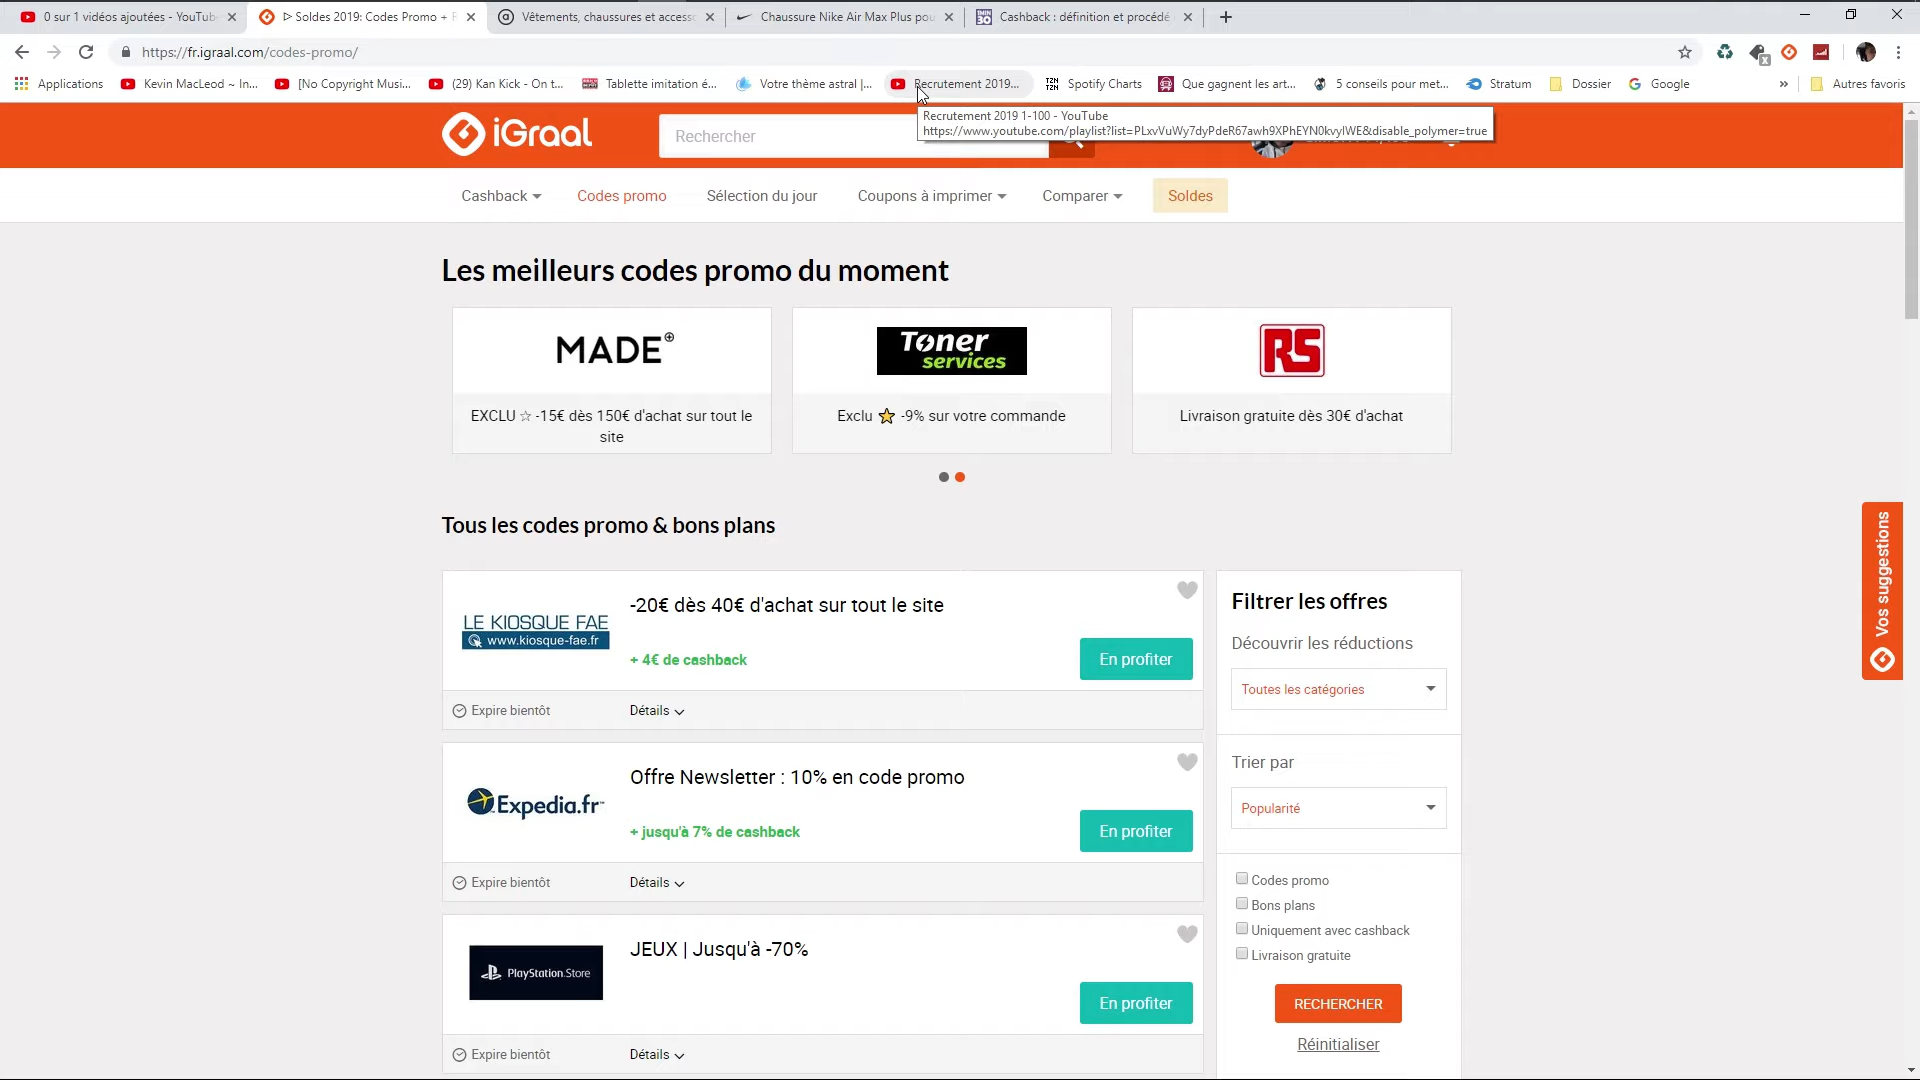 0 sur 1 vidéos ajoutées - YouTub
ᐅ Soldes 2019: Codes Promo +
Vêtements, chaussures et access
Chaussure Nike Air Max Plus pou
Cashback : définition et procédé
https://fr.igraal.com/codes-promo/
Applications
Kevin MacLeod ~ In...
[No Copyright Musi...
(29) Kan Kick - On t...
Tablette imitation é...
Votre thème astral |...
Recrutement 2019...
Spotify Charts
Que gagnent les art...
5 conseils pour met...
Stratum
Dossier
Google
»
Autres favoris
Recrutement 2019 1-100 - YouTube
https://www.youtube.com/playlist?list=PLxvVuWy7dyPdeR67awh9XPhEYN0kvylWE&disable_polymer=true
iGraal
Rechercher
Cashback
Codes promo
Sélection du jour
Coupons à imprimer
Comparer
Soldes
Les meilleurs codes promo du moment
MADE
Toner
services
RS
EXCLU ☆ -15€ dès 150€ d'achat sur tout le
site
Exclu ⭐ -9% sur votre commande
Livraison gratuite dès 30€ d'achat
Tous les codes promo & bons plans
LE KIOSQUE FAE
www.kiosque-fae.fr
-20€ dès 40€ d'achat sur tout le site
+ 4€ de cashback
En profiter
Expire bientôt
Détails
Expedia.fr
Offre Newsletter : 10% en code promo
+ jusqu'à 7% de cashback
En profiter
Expire bientôt
Détails
PlayStation.Store
JEUX | Jusqu'à -70%
En profiter
Expire bientôt
Détails
Filtrer les offres
Découvrir les réductions
Toutes les catégories
Trier par
Popularité
Codes promo
Bons plans
Uniquement avec cashback
Livraison gratuite
RECHERCHER
Réinitialiser
Vos suggestions